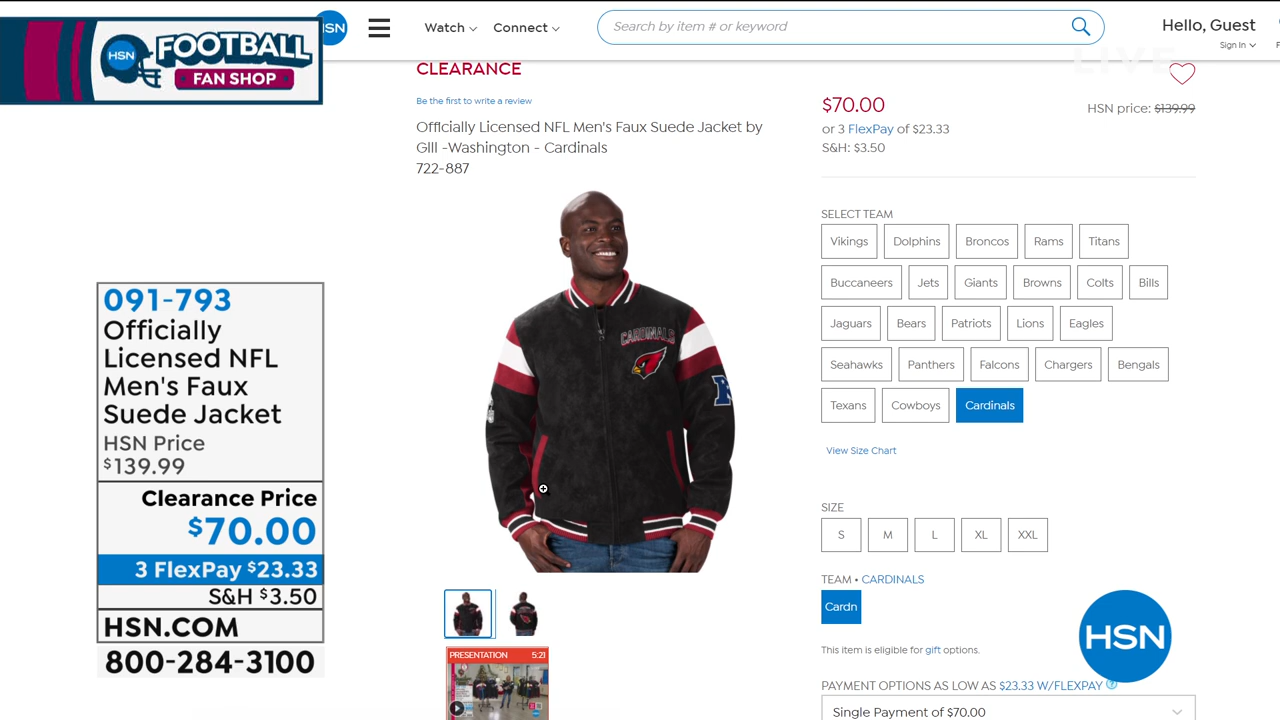 HSN
FOOTBALL
FAN SHOP
HSN
Watch
Connect
Search by item # or keyword
Hello, Guest
Sign In
LIVE
CLEARANCE
Be the first to write a review
Officially Licensed NFL Men's Faux Suede Jacket by
GIII -Washington - Cardinals
722-887
$70.00
HSN price: $139.99
or 3 FlexPay of $23.33
S&H: $3.50
SELECT TEAM
Vikings Dolphins Broncos Rams Titans
Buccaneers Jets Giants Browns Colts Bills
Jaguars Bears Patriots Lions Eagles
Seahawks Panthers Falcons Chargers Bengals
Texans Cowboys Cardinals
View Size Chart
SIZE
S M L XL XXL
TEAM • CARDINALS
Cardn
This item is eligible for gift options.
PAYMENT OPTIONS AS LOW AS $23.33 W/FLEXPAY ?
Single Payment of $70.00
CARDINALS
091-793
Officially
Licensed NFL
Men's Faux
Suede Jacket
HSN Price
$139.99
Clearance Price
$70.00
3 FlexPay $23.33
S&H $3.50
HSN.COM
800-284-3100
PRESENTATION 5:21
HSN